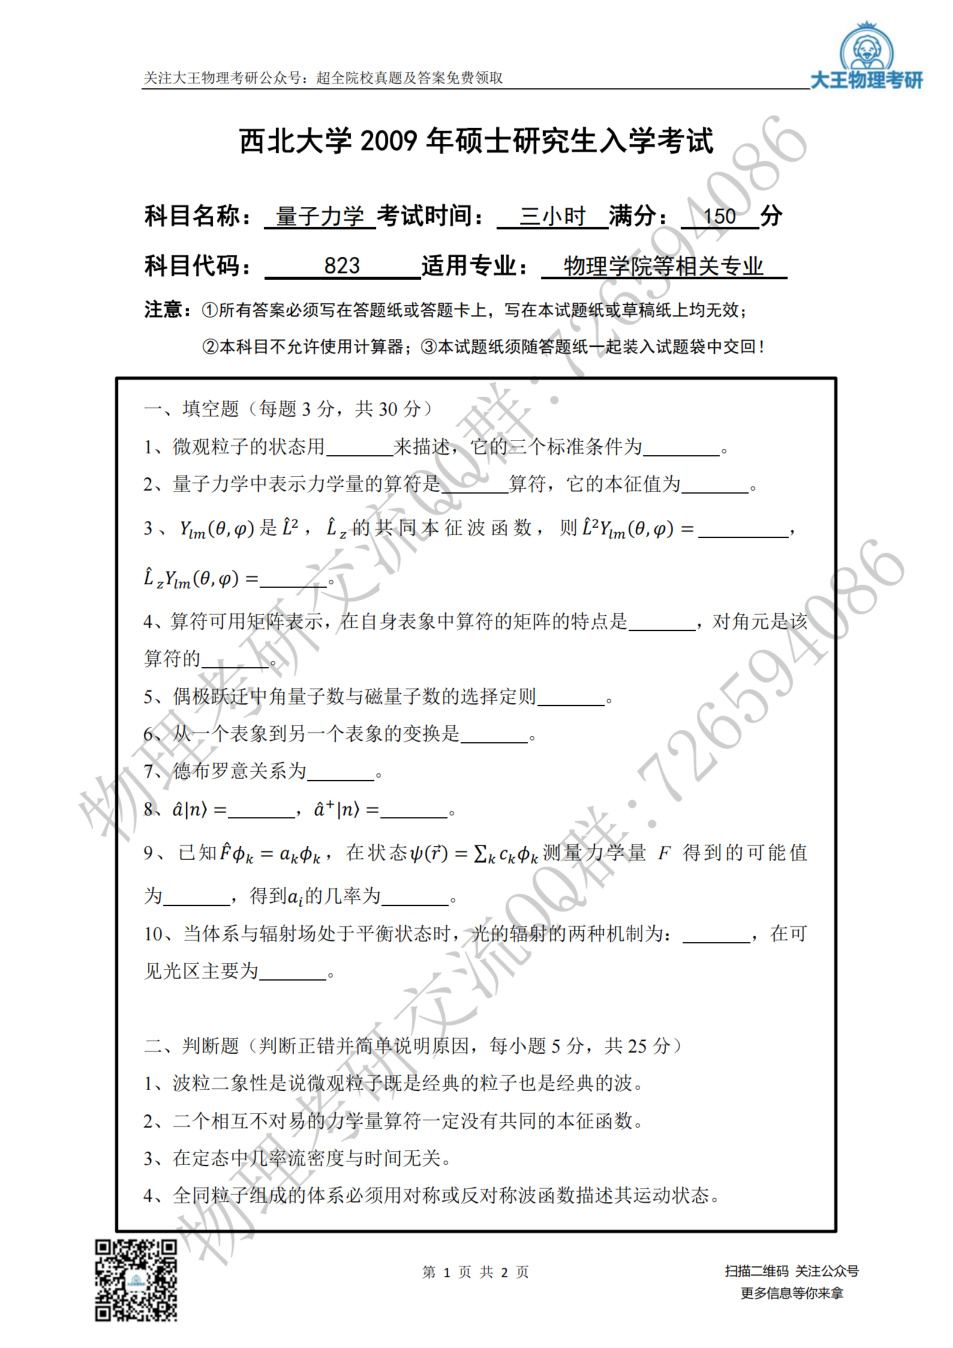 关注大王物理考研公众号：超全院校真题及答案免费领取
大王物理考研
西北大学 2009 年硕士研究生入学考试
科目名称： 量子力学 考试时间： 三小时 满分： 150 分
科目代码： 823 适用专业： 物理学院等相关专业
注意：①所有答案必须写在答题纸或答题卡上，写在本试题纸或草稿纸上均无效；
②本科目不允许使用计算器；③本试题纸须随答题纸一起装入试题袋中交回！
一、填空题（每题 3 分，共 30 分）
1、微观粒子的状态用_______来描述，它的三个标准条件为________。
2、量子力学中表示力学量的算符是_______算符，它的本征值为_______。
3、Yₗₘ(θ,φ)是L̂²，L̂_z的共同本征波函数，则L̂²Yₗₘ(θ,φ) =_________，
L̂_zYₗₘ(θ,φ) =_______。
4、算符可用矩阵表示，在自身表象中算符的矩阵的特点是_______，对角元是该
算符的_______。
5、偶极跃迁中角量子数与磁量子数的选择定则_______。
6、从一个表象到另一个表象的变换是_______。
7、德布罗意关系为_______。
8、â|n⟩ =_______，â⁺|n⟩ =_______。
9、已知F̂ϕₖ = aₖϕₖ，在状态ψ(r⃗) = ∑ₖ cₖϕₖ测量力学量 F 得到的可能值
为_______，得到aᵢ的几率为_______。
10、当体系与辐射场处于平衡状态时，光的辐射的两种机制为：_______，在可
见光区主要为_______。
二、判断题（判断正错并简单说明原因，每小题 5 分，共 25 分）
1、波粒二象性是说微观粒子既是经典的粒子也是经典的波。
2、二个相互不对易的力学量算符一定没有共同的本征函数。
3、在定态中几率流密度与时间无关。
4、全同粒子组成的体系必须用对称或反对称波函数描述其运动状态。
物理考研交流QQ群：726594086
物理考研交流QQ群：726594086
第 1 页 共 2 页
扫描二维码 关注公众号
更多信息等你来拿